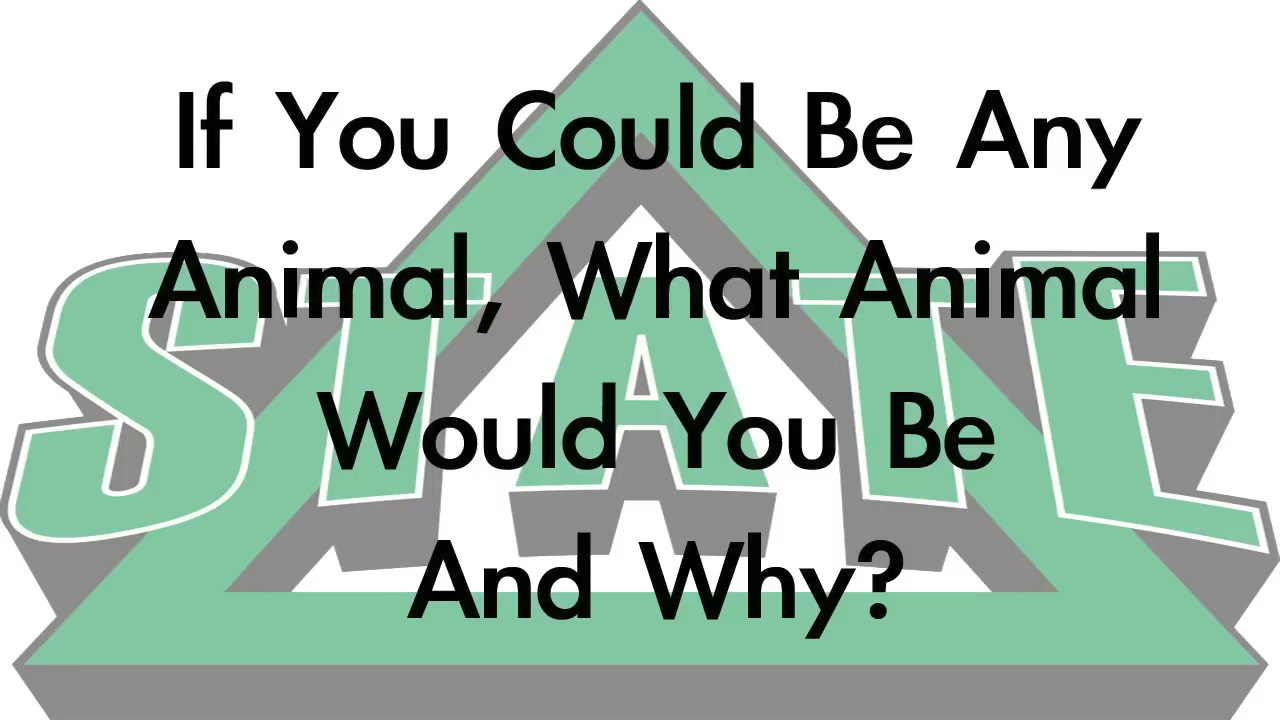 If You Could Be Any
Animal, What Animal
Would You Be
And Why?
STATE